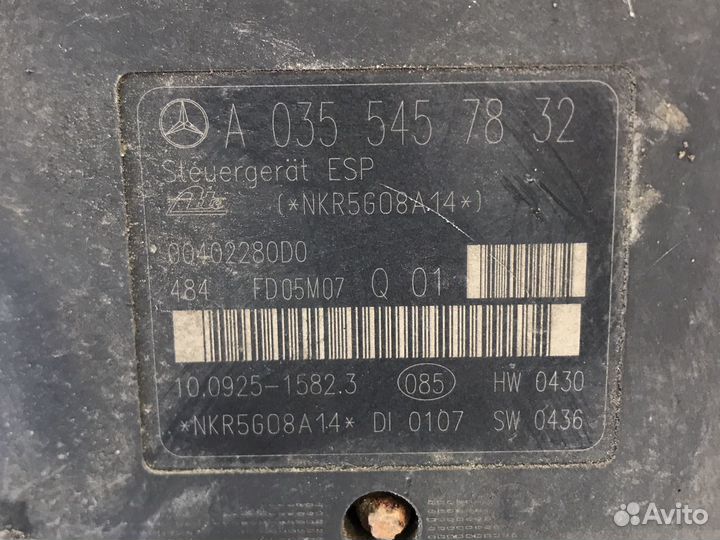 A 035 545 78 32
Steuergerät ESP
Ate (*NKR5G08A14*)
00402280D0
484 FD05M07 Q 01
10.0925-1582.3 085 HW 0430
*NKR5G08A14* DI 0107 SW 0436
Avito